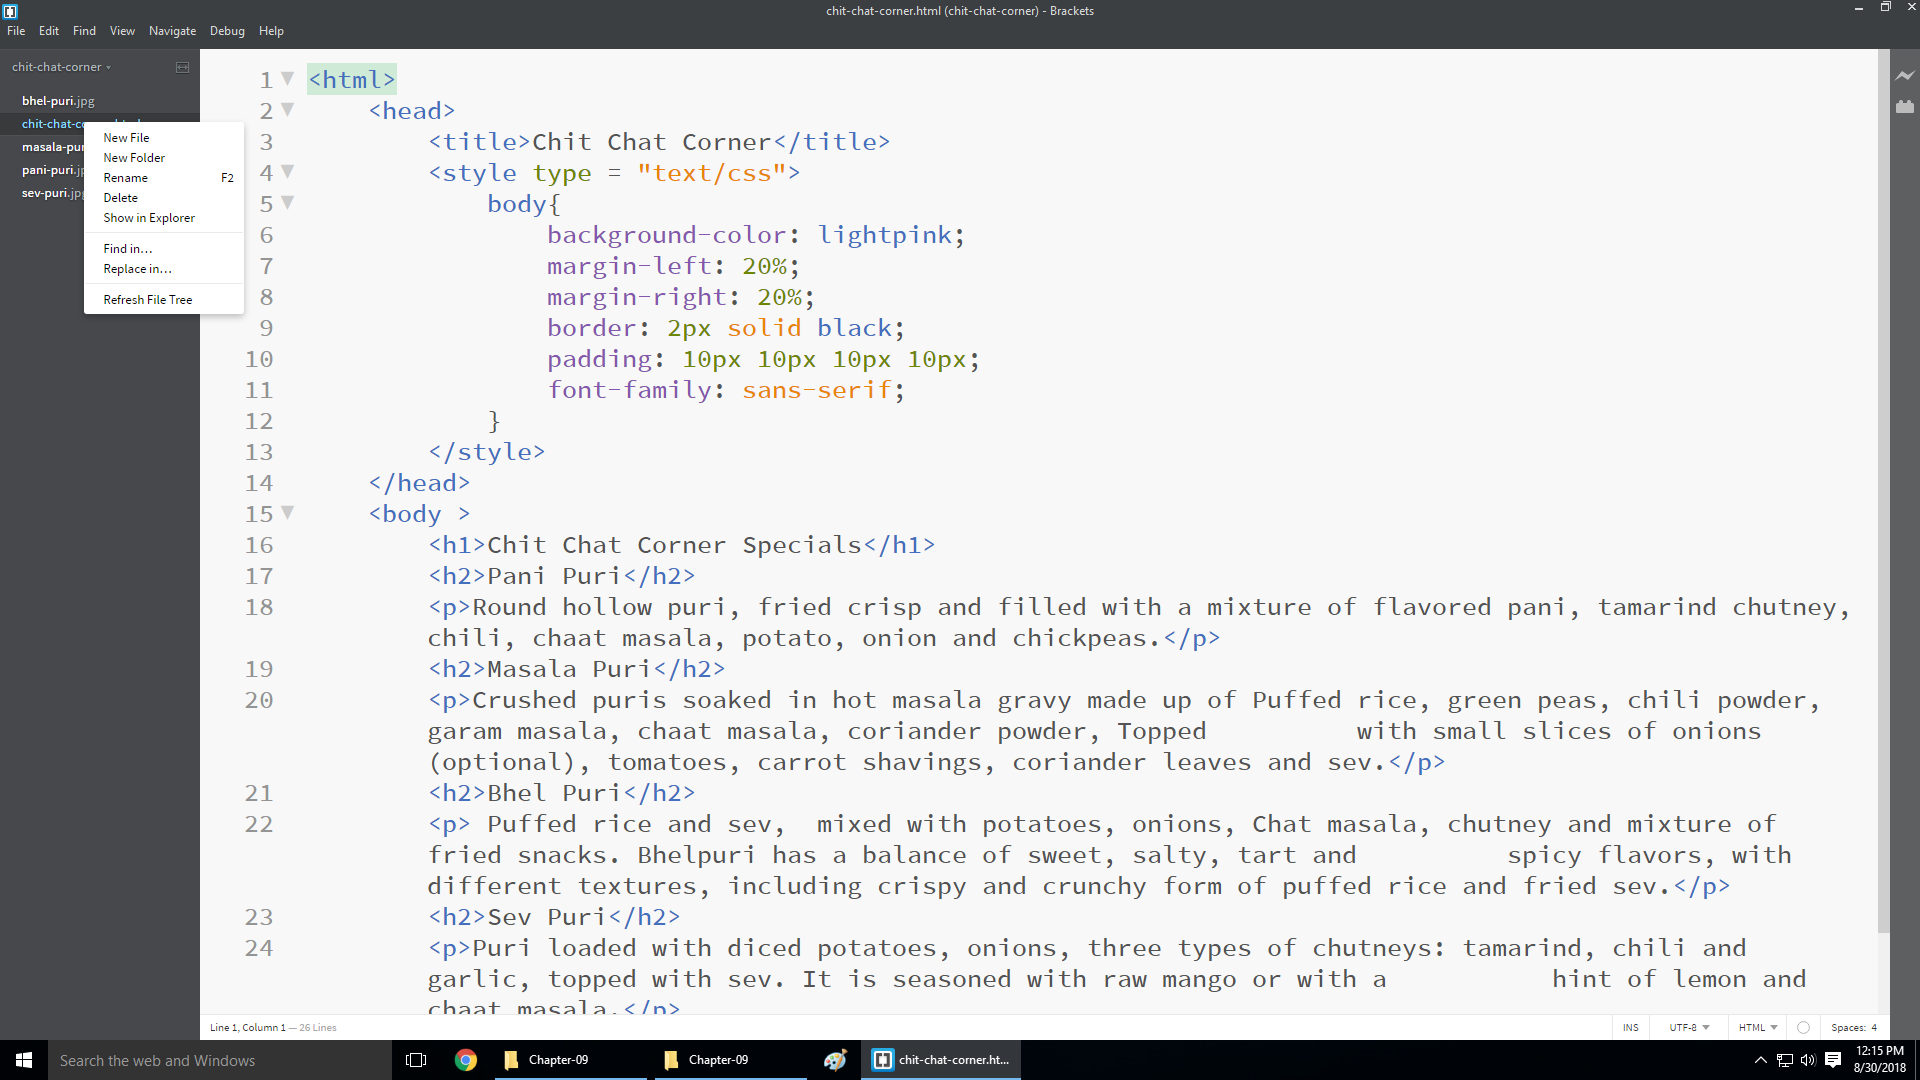 chit-chat-corner.html (chit-chat-corner) - Brackets
File Edit Find View Navigate Debug Help
chit-chat-corner
bhel-puri.jpg
chit-chat-co
masala-pur
pani-puri.jp
sev-puri.jpg
New File
New Folder
Rename F2
Delete
Show in Explorer
Find in…
Replace in…
Refresh File Tree
1 <html>
2 <head>
3 <title>Chit Chat Corner</title>
4 <style type = "text/css">
5 body{
6 background-color: lightpink;
7 margin-left: 20%;
8 margin-right: 20%;
9 border: 2px solid black;
10 padding: 10px 10px 10px 10px;
11 font-family: sans-serif;
12 }
13 </style>
14 </head>
15 <body >
16 <h1>Chit Chat Corner Specials</h1>
17 <h2>Pani Puri</h2>
18 <p>Round hollow puri, fried crisp and filled with a mixture of flavored pani, tamarind chutney,
chili, chaat masala, potato, onion and chickpeas.</p>
19 <h2>Masala Puri</h2>
20 <p>Crushed puris soaked in hot masala gravy made up of Puffed rice, green peas, chili powder,
garam masala, chaat masala, coriander powder, Topped with small slices of onions
(optional), tomatoes, carrot shavings, coriander leaves and sev.</p>
21 <h2>Bhel Puri</h2>
22 <p> Puffed rice and sev,  mixed with potatoes, onions, Chat masala, chutney and mixture of
fried snacks. Bhelpuri has a balance of sweet, salty, tart and spicy flavors, with
different textures, including crispy and crunchy form of puffed rice and fried sev.</p>
23 <h2>Sev Puri</h2>
24 <p>Puri loaded with diced potatoes, onions, three types of chutneys: tamarind, chili and
garlic, topped with sev. It is seasoned with raw mango or with a hint of lemon and
chaat masala.</p>
Line 1, Column 1 — 26 Lines INS UTF-8 HTML Spaces: 4
Search the web and Windows Chapter-09 Chapter-09 chit-chat-corner.ht... 12:15 PM
8/30/2018